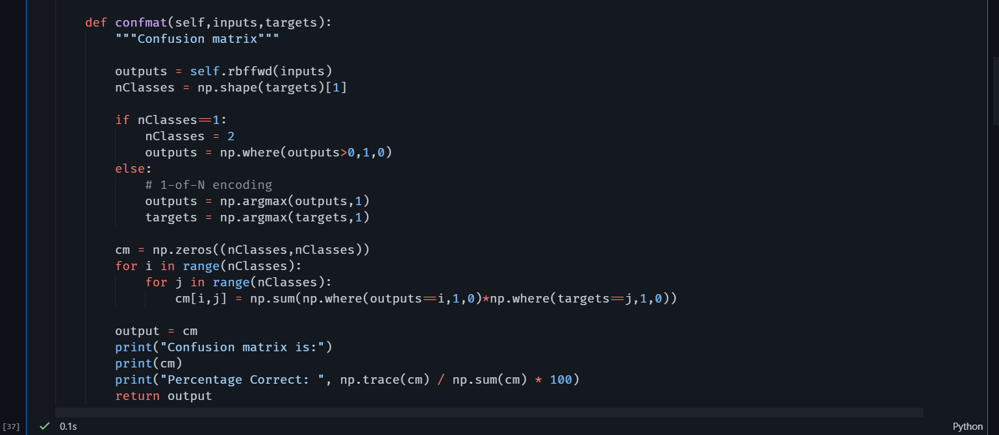 def confmat(self,inputs,targets):
    """Confusion matrix"""

    outputs = self.rbffwd(inputs)
    nClasses = np.shape(targets)[1]

    if nClasses==1:
        nClasses = 2
        outputs = np.where(outputs>0,1,0)
    else:
        # 1-of-N encoding
        outputs = np.argmax(outputs,1)
        targets = np.argmax(targets,1)

    cm = np.zeros((nClasses,nClasses))
    for i in range(nClasses):
        for j in range(nClasses):
            cm[i,j] = np.sum(np.where(outputs==i,1,0)*np.where(targets==j,1,0))

    output = cm
    print("Confusion matrix is:")
    print(cm)
    print("Percentage Correct: ", np.trace(cm) / np.sum(cm) * 100)
    return output
[37] ✓ 0.1s Python